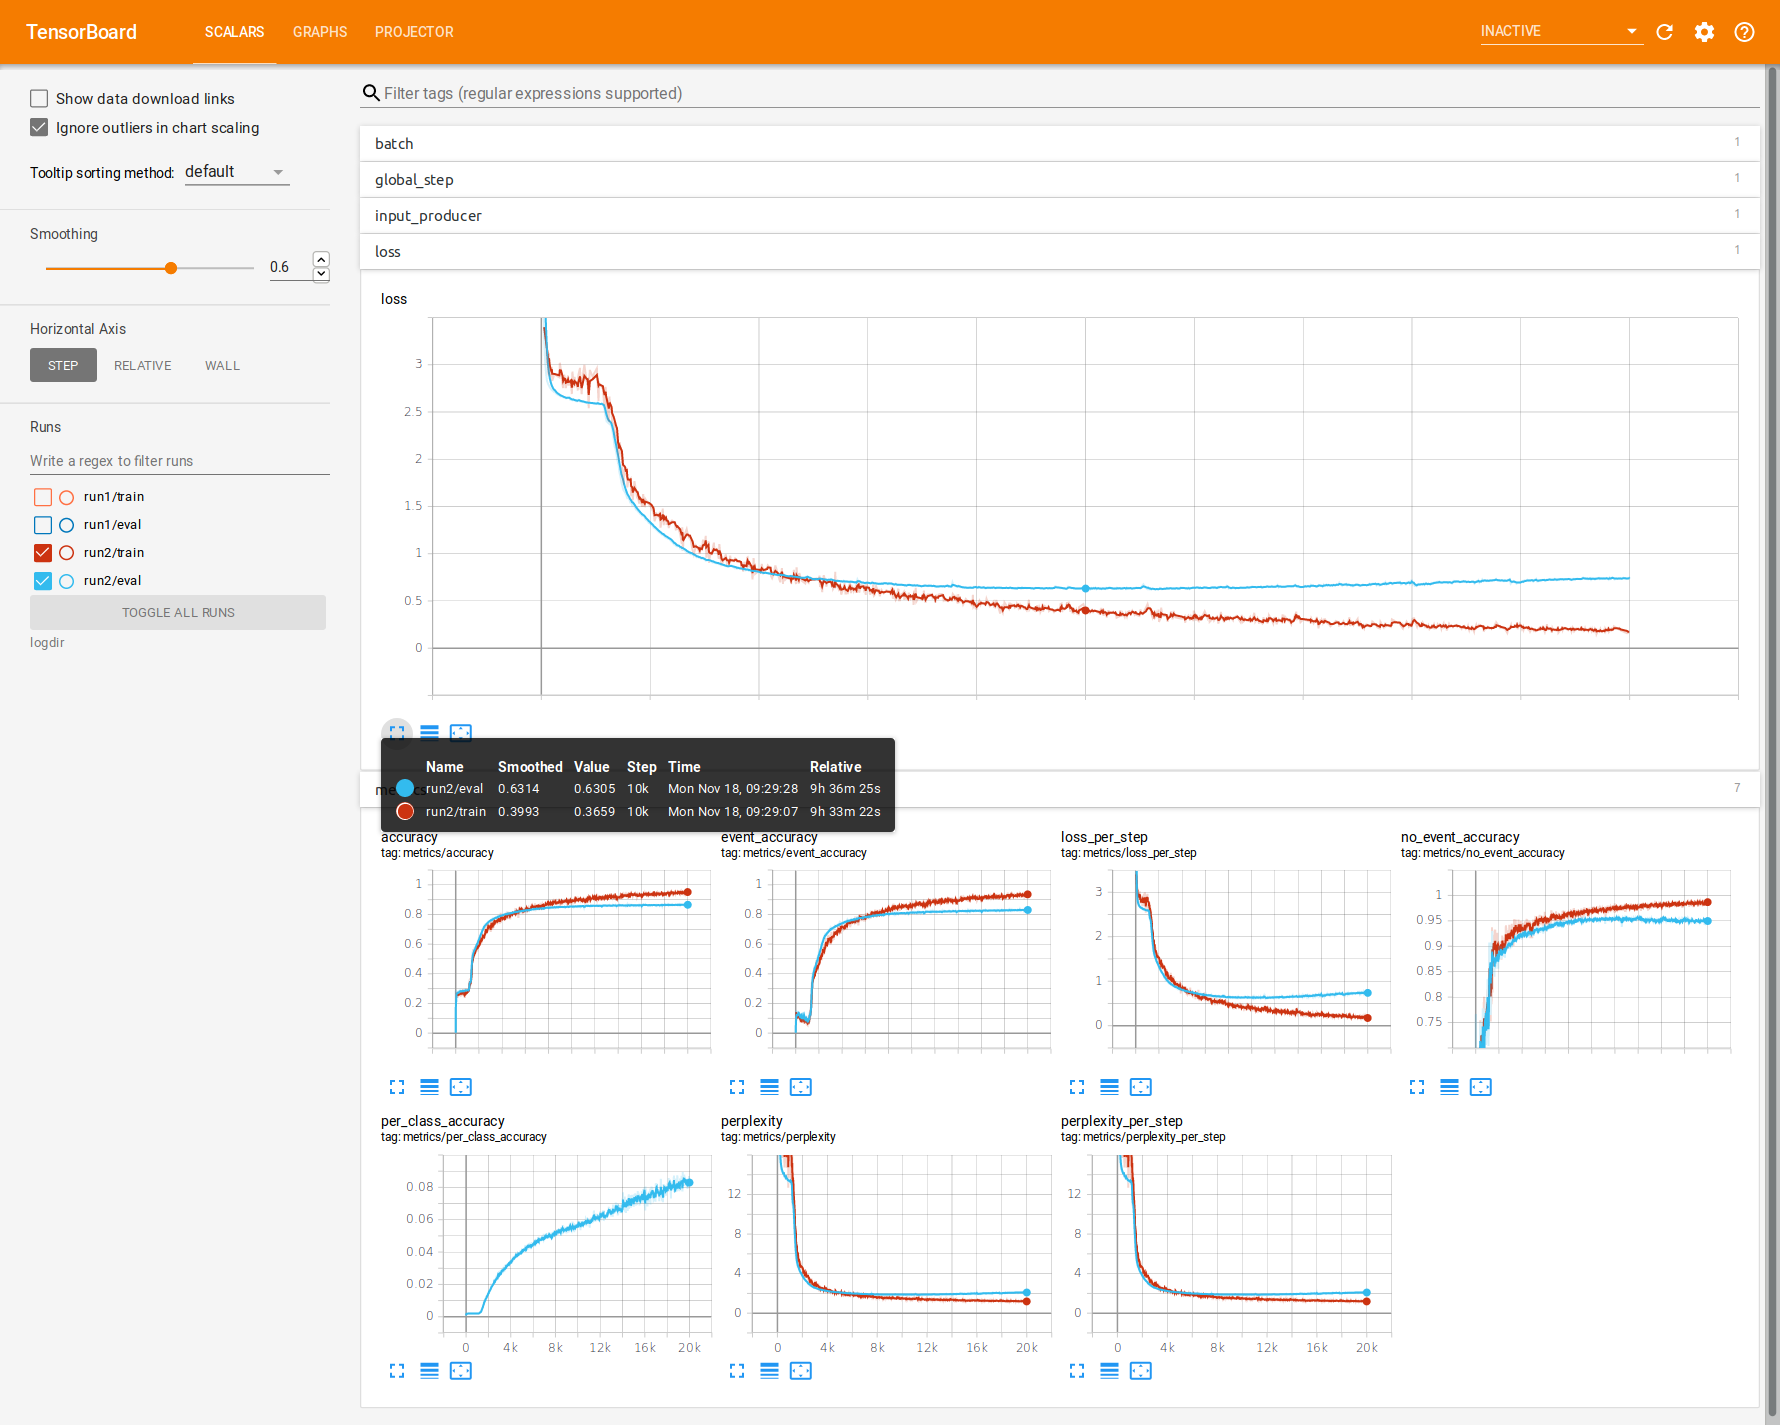 TensorBoard SCALARS GRAPHS PROJECTOR INACTIVE
Show data download links
Ignore outliers in chart scaling
Tooltip sorting method: default
Smoothing
0.6
Horizontal Axis
STEP RELATIVE WALL
Runs
Write a regex to filter runs
run1/train
run1/eval
run2/train
run2/eval
TOGGLE ALL RUNS
logdir
Filter tags (regular expressions supported)
batch 1
global_step 1
input_producer 1
loss 1
loss
3
2.5
2
1.5
1
0.5
0
Name Smoothed Value Step Time Relative
run2/eval 0.6314 0.6305 10k Mon Nov 18, 09:29:28 9h 36m 25s
run2/train 0.3993 0.3659 10k Mon Nov 18, 09:29:07 9h 33m 22s
7
accuracy
tag: metrics/accuracy
1
0.8
0.6
0.4
0.2
0
event_accuracy
tag: metrics/event_accuracy
1
0.8
0.6
0.4
0.2
0
loss_per_step
tag: metrics/loss_per_step
3
2
1
0
no_event_accuracy
tag: metrics/no_event_accuracy
1
0.95
0.9
0.85
0.8
0.75
per_class_accuracy
tag: metrics/per_class_accuracy
0.08
0.06
0.04
0.02
0
0 4k 8k 12k 16k 20k
perplexity
tag: metrics/perplexity
12
8
4
0
0 4k 8k 12k 16k 20k
perplexity_per_step
tag: metrics/perplexity_per_step
12
8
4
0
0 4k 8k 12k 16k 20k